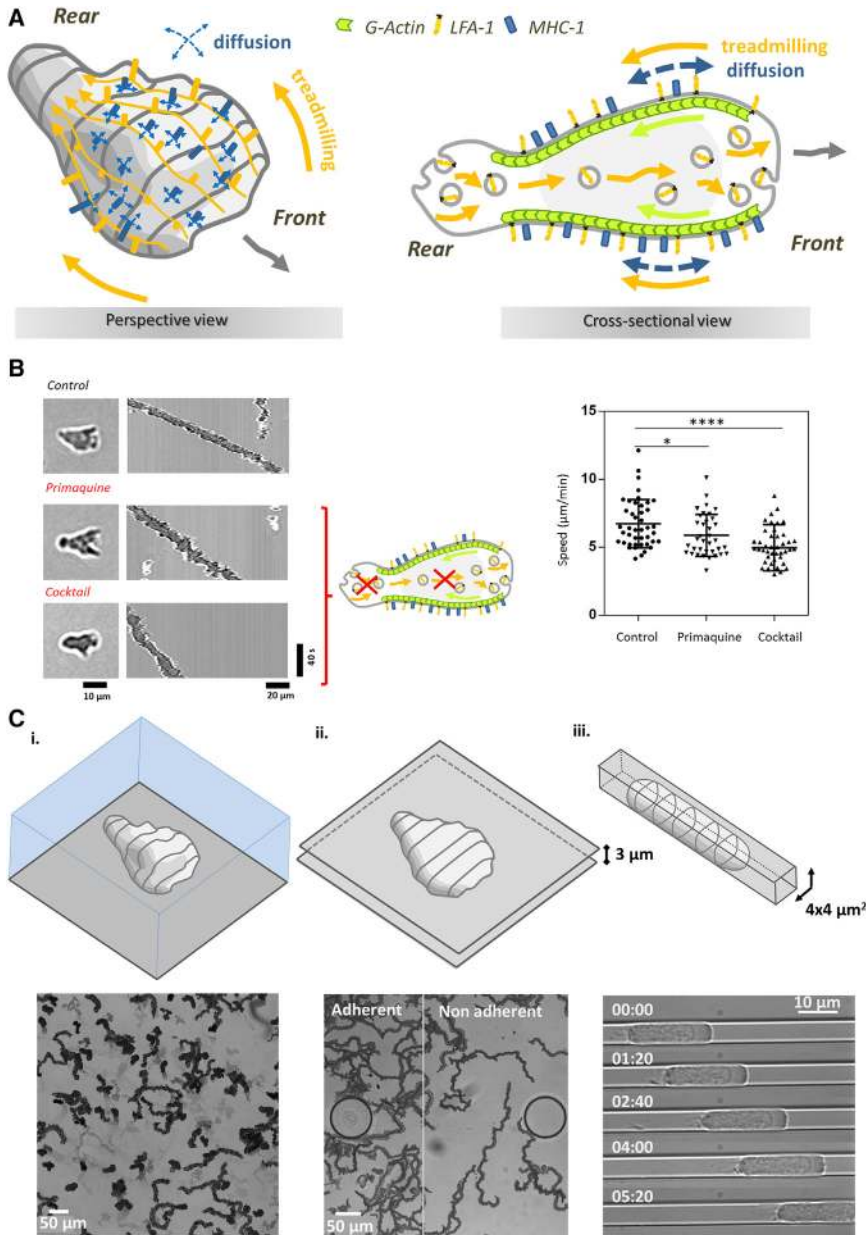 A
Rear
diffusion
treadmilling
Front
Perspective view
G-Actin LFA-1 MHC-1
treadmilling
diffusion
Rear
Front
Cross-sectional view
B
Control
Primaquine
Cocktail
10 µm
20 µm
40 s
Speed (µm/min)
15
10
5
0
****
*
Control Primaquine Cocktail
C
i.
ii.
iii.
3 µm
4x4 µm²
50 µm
Adherent Non adherent
50 µm
10 µm
00:00
01:20
02:40
04:00
05:20